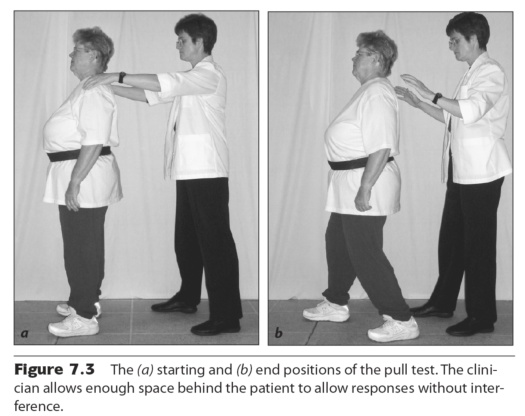 a
b
Figure 7.3 The (a) starting and (b) end positions of the pull test. The clini-
cian allows enough space behind the patient to allow responses without inter-
ference.